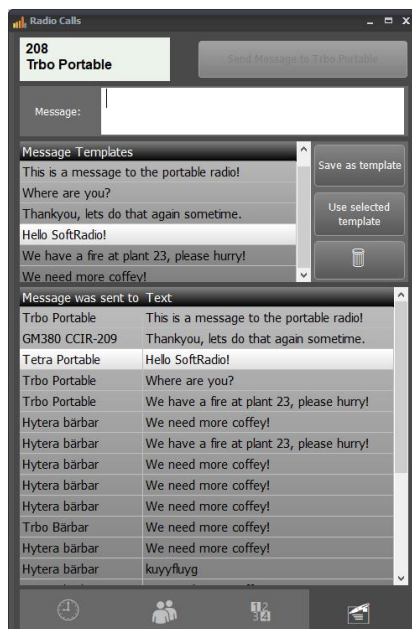 Radio Calls
208
Trbo Portable
Send Message to Trbo Portable
Message:
Message Templates
This is a message to the portable radio!
Where are you?
Thankyou, lets do that again sometime.
Hello SoftRadio!
We have a fire at plant 23, please hurry!
We need more coffey!
Save as template
Use selected
template
Message was sent to Text
Trbo Portable This is a message to the portable radio!
GM380 CCIR-209 Thankyou, lets do that again sometime.
Tetra Portable Hello SoftRadio!
Trbo Portable Where are you?
Trbo Portable We have a fire at plant 23, please hurry!
Hytera bärbar We need more coffey!
Hytera bärbar We have a fire at plant 23, please hurry!
Hytera bärbar We need more coffey!
Hytera bärbar We need more coffey!
Hytera bärbar We need more coffey!
Trbo Bärbar We need more coffey!
Hytera bärbar We need more coffey!
Hytera bärbar kuyyfluyg
12
34